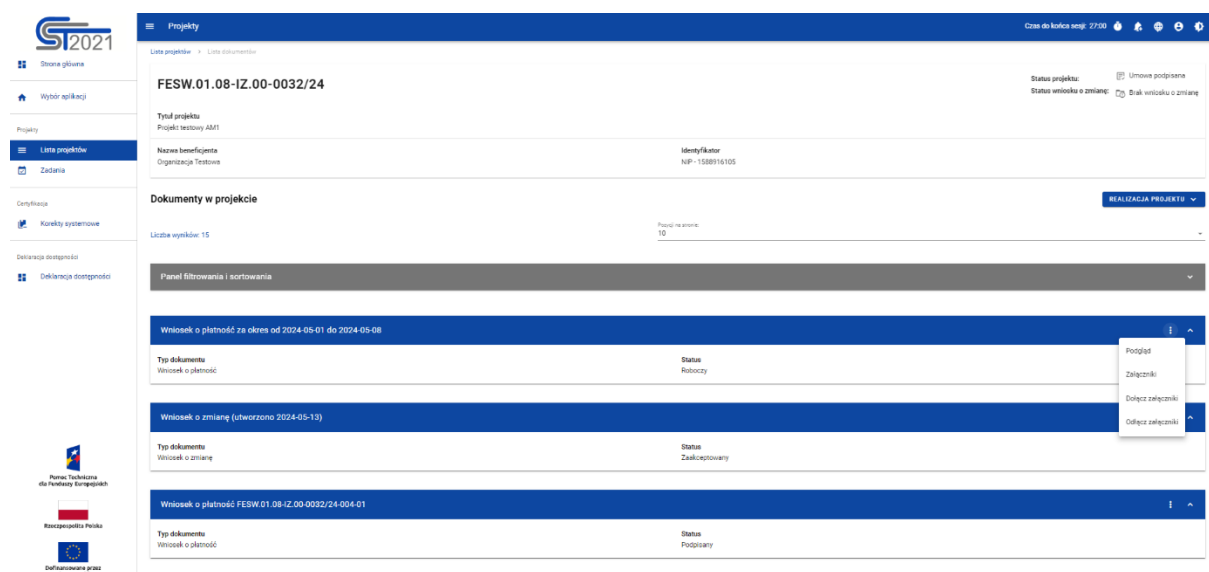 ST2021
Strona główna
Wybór aplikacji
Projekty
Lista projektów
Zadania
Certyfikacja
Korekty systemowe
Deklaracja dostępności
Deklaracja dostępności
Pomoc Techniczna
dla Funduszy Europejskich
Rzeczpospolita Polska
Dofinansowane przez
Projekty
Czas do końca sesji: 27:00
Lista projektów > Lista dokumentów
FESW.01.08-IZ.00-0032/24
Status projektu: Umowa podpisana
Status wniosku o zmianę: Brak wniosku o zmianę
Tytuł projektu
Projekt testowy AM1
Nazwa beneficjenta
Organizacja Testowa
Identyfikator
NIP - 1588916105
Dokumenty w projekcie
REALIZACJA PROJEKTU
Liczba wyników: 15
Pozycji na stronie:
10
Panel filtrowania i sortowania
Wniosek o płatność za okres od 2024-05-01 do 2024-05-08
Typ dokumentu
Wniosek o płatność
Status
Roboczy
Podgląd
Załączniki
Dołącz załączniki
Odłącz załączniki
Wniosek o zmianę (utworzono 2024-05-13)
Typ dokumentu
Wniosek o zmianę
Status
Zaakceptowany
Wniosek o płatność FESW.01.08-IZ.00-0032/24-004-01
Typ dokumentu
Wniosek o płatność
Status
Podpisany